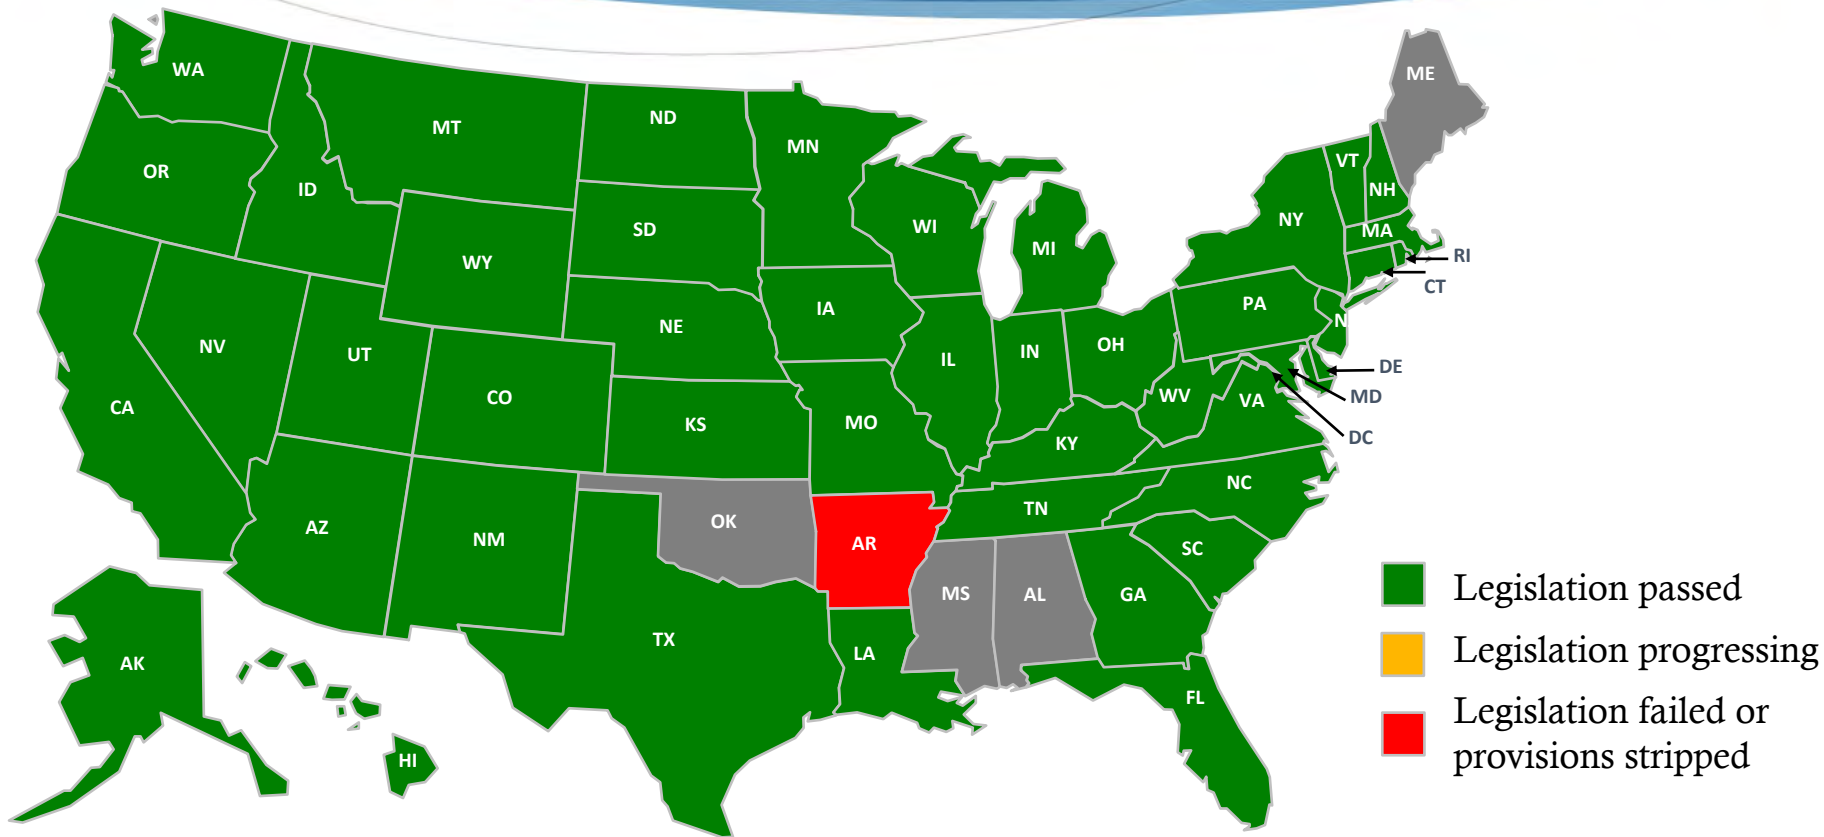 WA
ME
MT
ND
MN
VT
OR
ID
NH
NY
SD
WI
MA
MI
RI
WY
CT
PA
IA
N
NE
OH
NV
IN
UT
IL
DE
CO
WV
MD
VA
CA
KS
MO
DC
KY
NC
TN
OK
AZ
NM
AR
SC
MS
AL
GA
TX
LA
AK
FL
HI
Legislation passed
Legislation progressing
Legislation failed or
provisions stripped